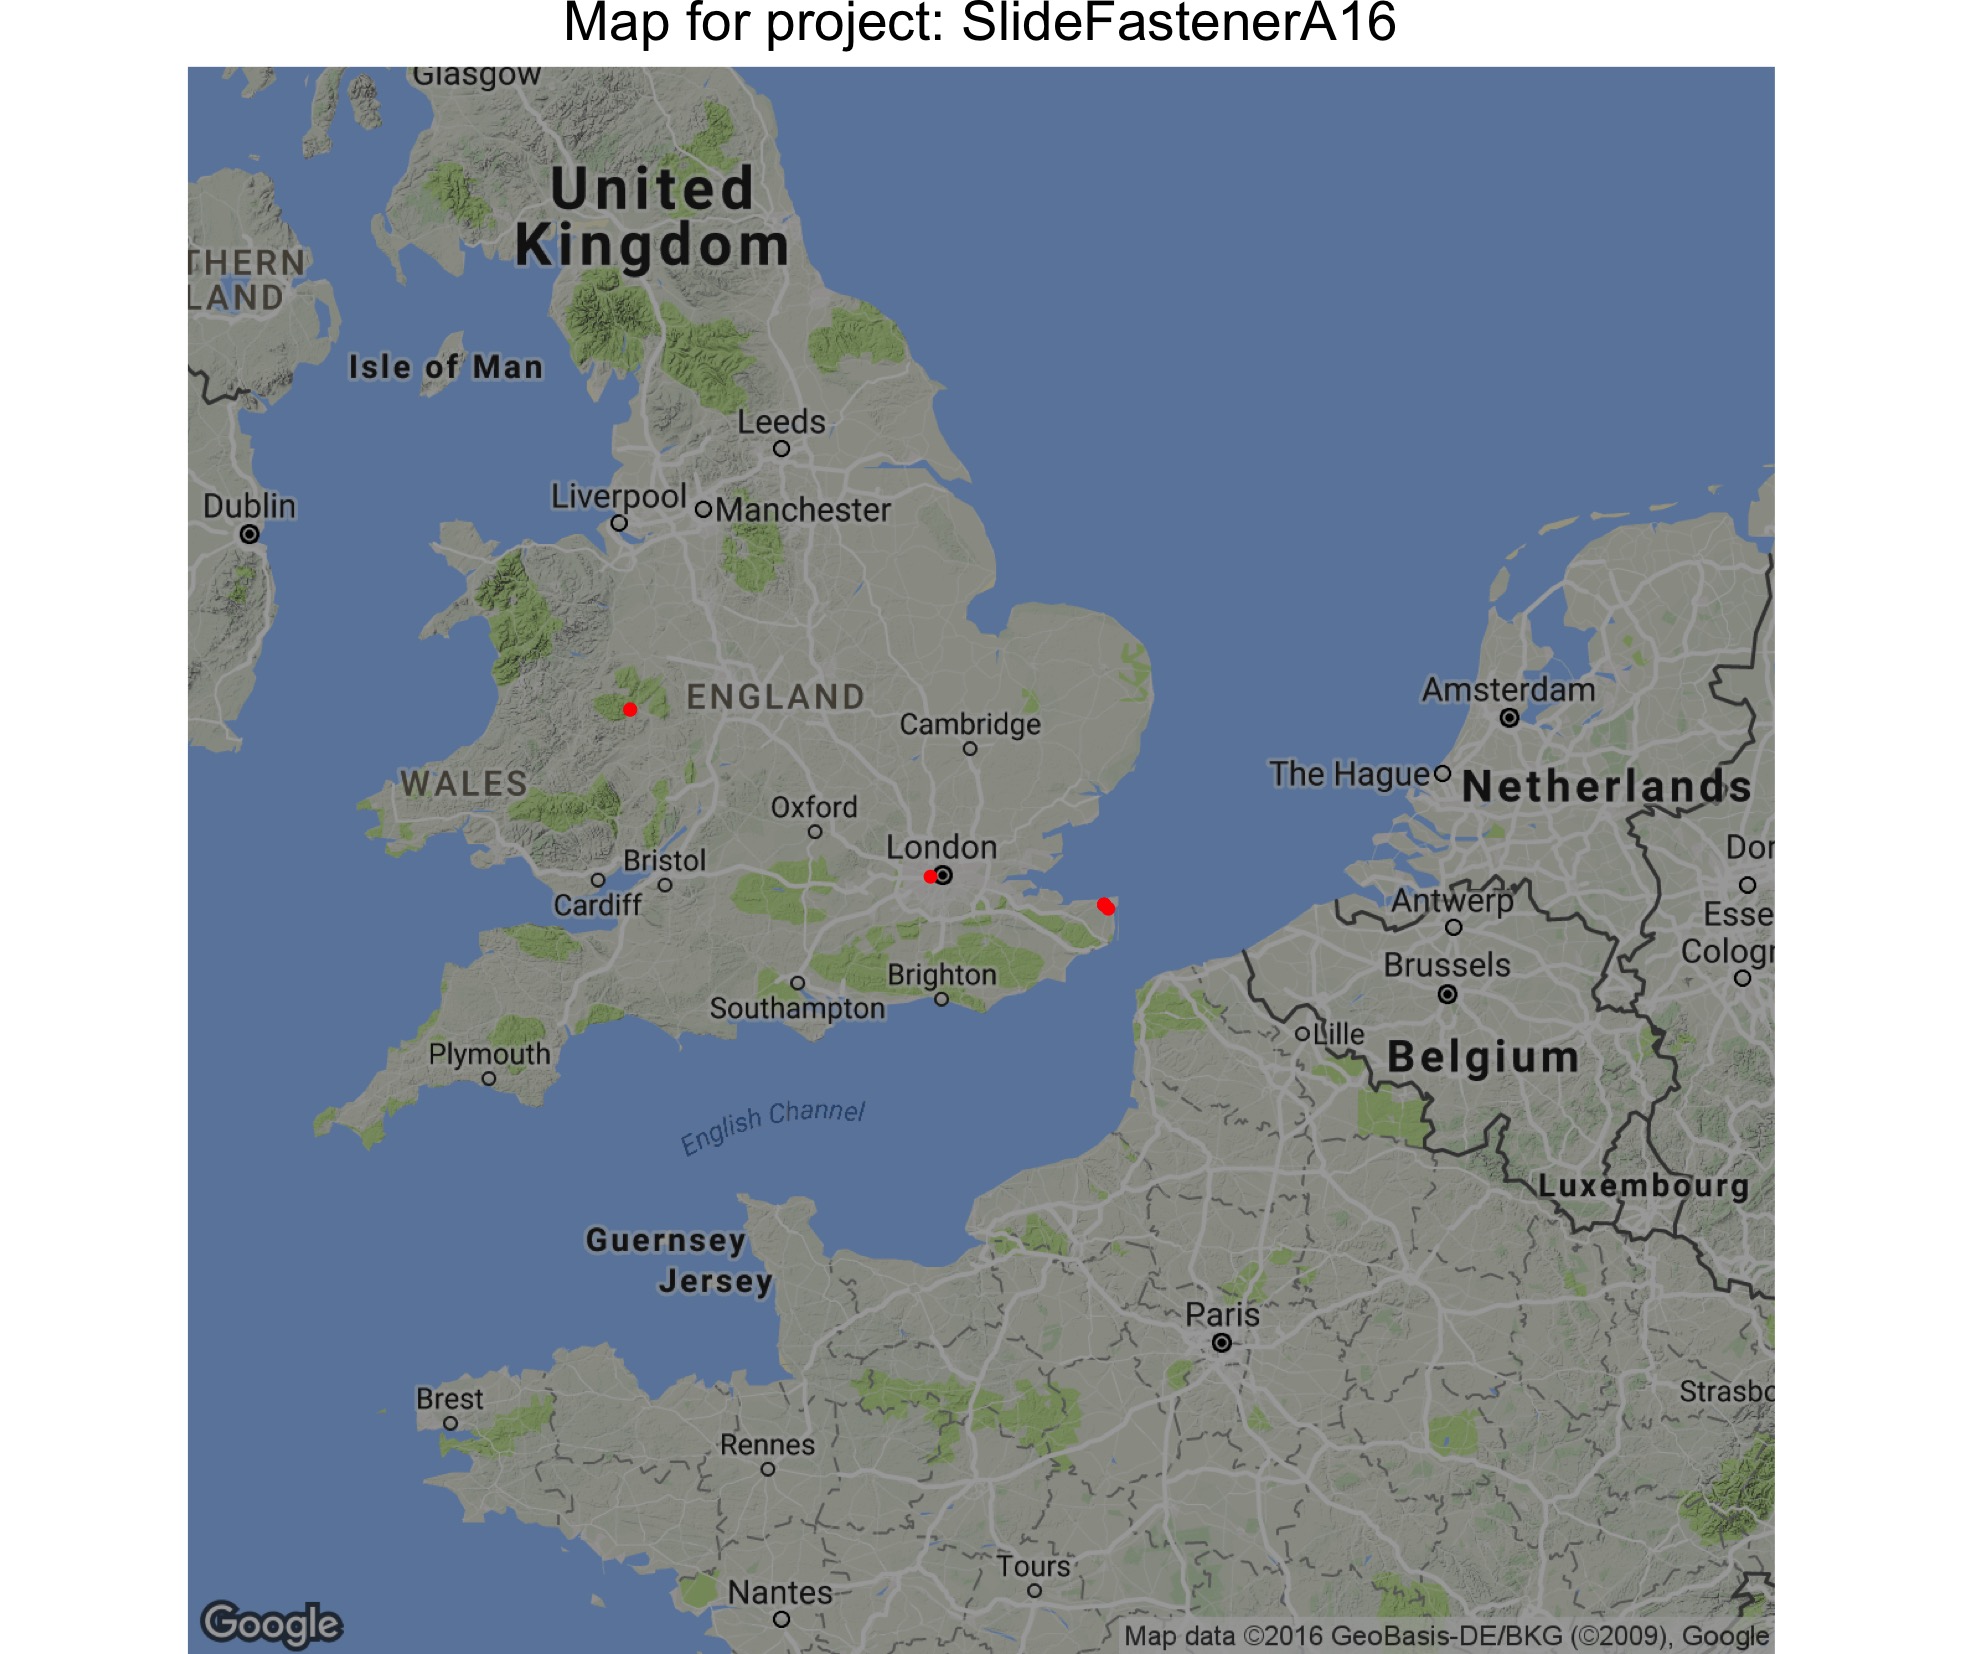 Map for project: SlideFastenerA16
Glasgow
United
Kingdom
THERN
LAND
Isle of Man
Leeds
Liverpool
Manchester
Dublin
ENGLAND
Amsterdam
Cambridge
The Hague
Netherlands
WALES
Oxford
London
Dor
Bristol
Cardiff
Antwerp
Esse
Cologn
Brussels
Brighton
Southampton
Lille
Belgium
Plymouth
English Channel
Luxembourg
Guernsey
Jersey
Paris
Brest
Strasbo
Rennes
Tours
Nantes
Google
Map data ©2016 GeoBasis-DE/BKG (©2009), Google